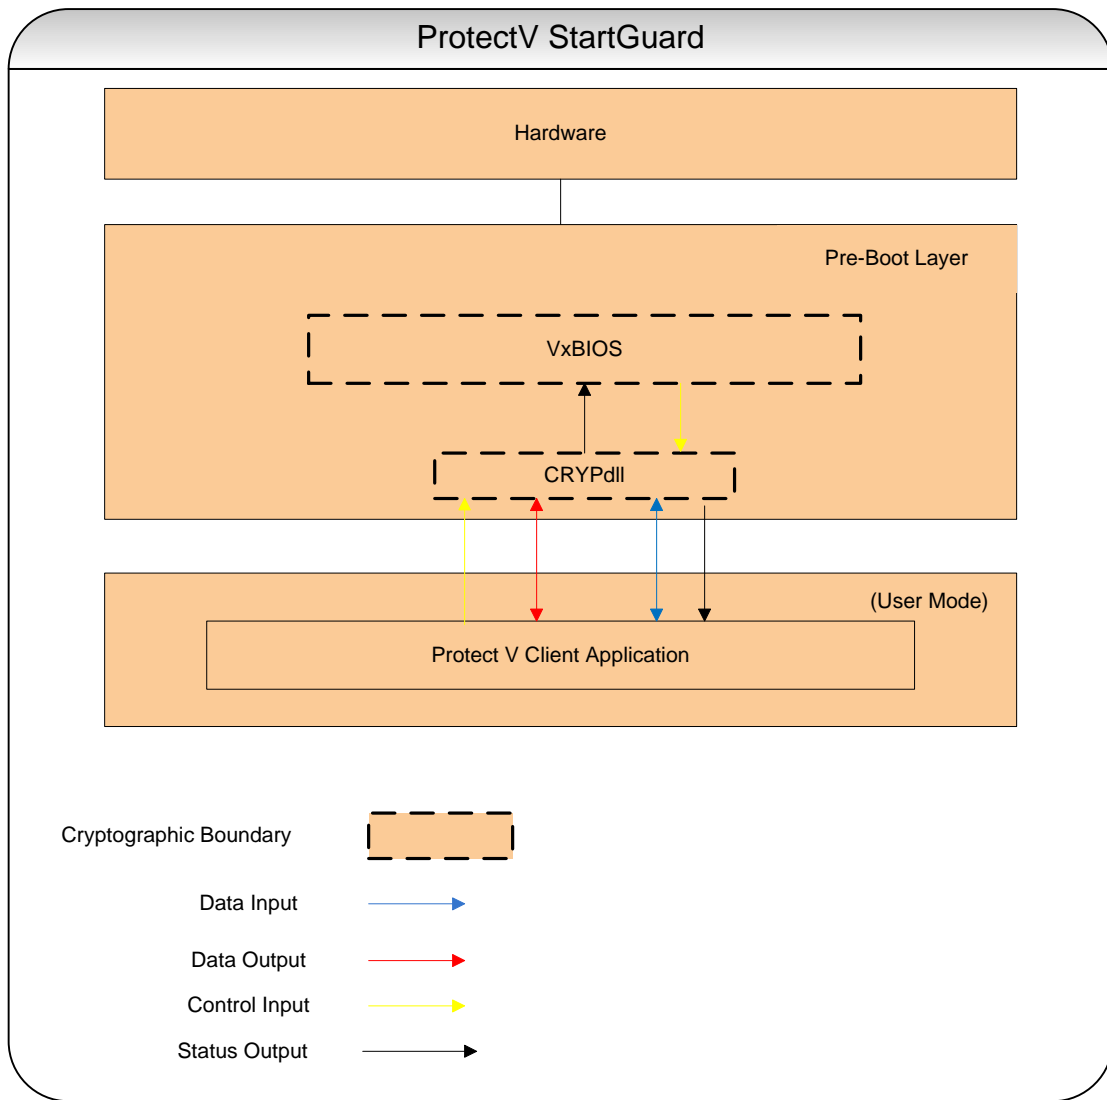 ProtectV StartGuard
Hardware
Pre-Boot Layer
VxBIOS
CRYPdll
(User Mode)
Protect V Client Application
Cryptographic Boundary
Data Input
Data Output
Control Input
Status Output